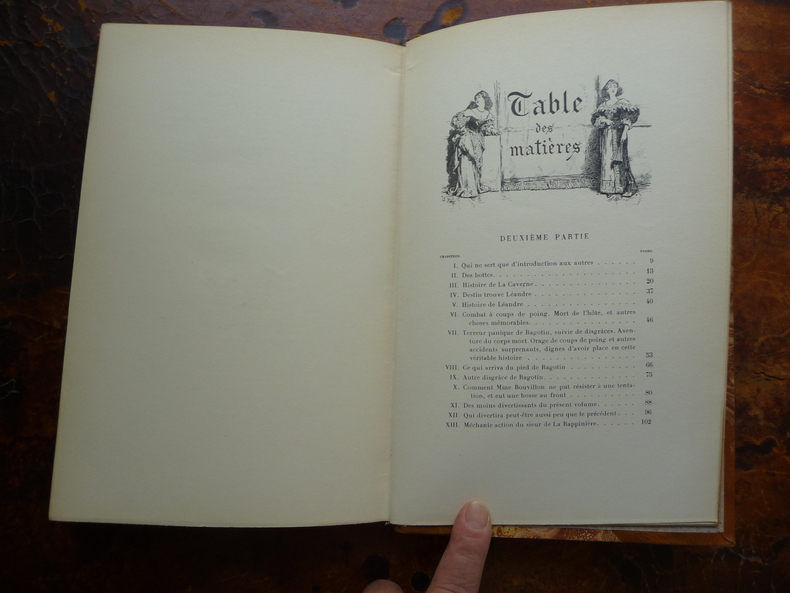 Table
des
matières
DEUXIÈME PARTIE
CHAPITRES. PAGES.
I. Qui ne sert que d'introduction aux autres . . . . . . 9
II. Des bottes. . . . . . . . . . . . . . . . . . 13
III. Histoire de La Caverne. . . . . . . . . . . . . 20
IV. Destin trouve Léandre . . . . . . . . . . . . . 37
V. Histoire de Léandre . . . . . . . . . . . . . . 40
VI. Combat à coups de poing. Mort de l'hôte, et autres
choses mémorables. . . . . . . . . . . . . . 46
VII. Terreur panique de Ragotin, suivie de disgrâces. Aven-
ture du corps mort. Orage de coups de poing et autres
accidents surprenants, dignes d'avoir place en cette
véritable histoire . . . . . . . . . . . . . . 53
VIII. Ce qui arriva du pied de Ragotin . . . . . . . . . 66
IX. Autre disgrâce de Ragotin. . . . . . . . . . . . 73
X. Comment Mme Bouvillon ne put résister à une tenta-
tion, et eut une bosse au front . . . . . . . . . 80
XI. Des moins divertissants du présent volume. . . . . . 88
XII. Qui divertira peut-être aussi peu que le précédent . . . 96
XIII. Méchante action du sieur de La Rappinière. . . . . . 102